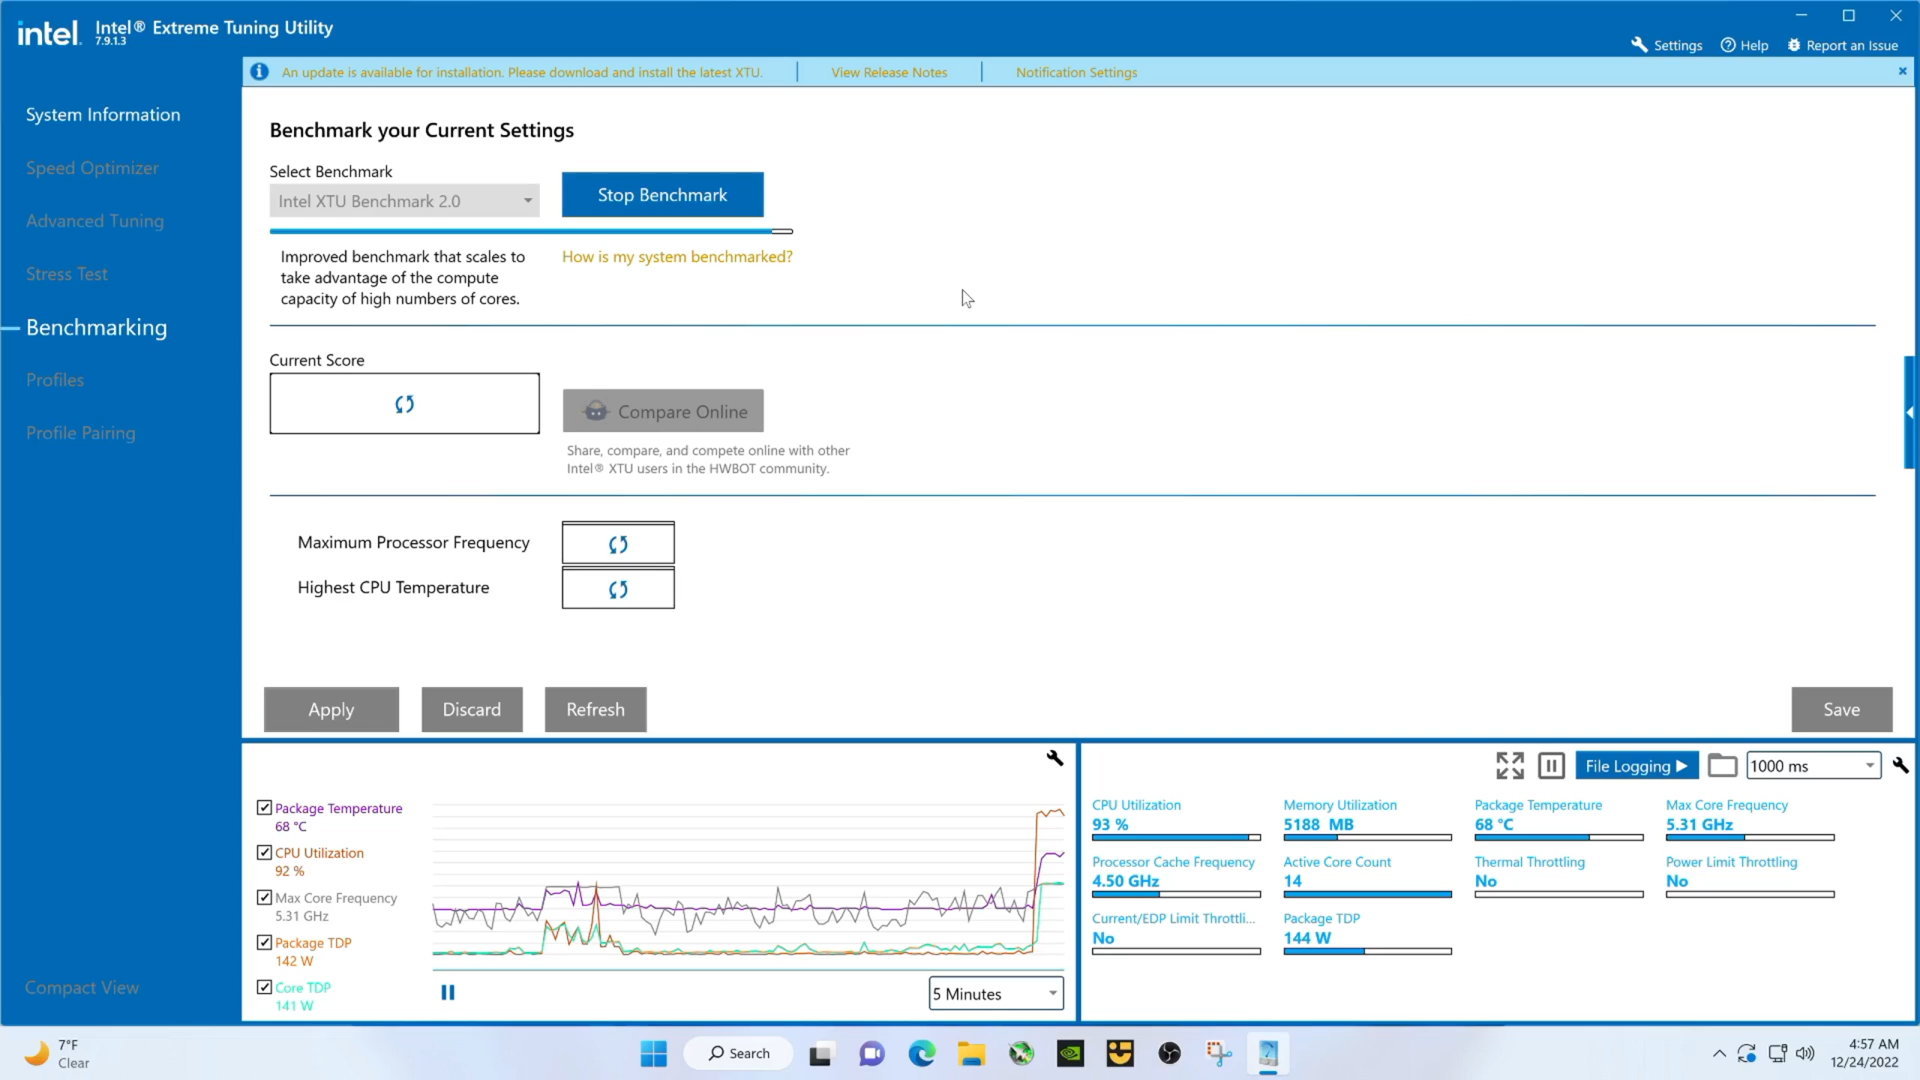 intel.
Intel® Extreme Tuning Utility
7.9.1.3
Settings
Help
Report an Issue
An update is available for installation. Please download and install the latest XTU.
View Release Notes
Notification Settings
System Information
Speed Optimizer
Advanced Tuning
Stress Test
Benchmarking
Profiles
Profile Pairing
Compact View
Benchmark your Current Settings
Select Benchmark
Intel XTU Benchmark 2.0
Stop Benchmark
Improved benchmark that scales to
take advantage of the compute
capacity of high numbers of cores.
How is my system benchmarked?
Current Score
Compare Online
Share, compare, and compete online with other
Intel® XTU users in the HWBOT community.
Maximum Processor Frequency
Highest CPU Temperature
Apply
Discard
Refresh
Save
Package Temperature
68 °C
CPU Utilization
92 %
Max Core Frequency
5.31 GHz
Package TDP
142 W
Core TDP
141 W
5 Minutes
File Logging
1000 ms
CPU Utilization
93 %
Memory Utilization
5188 MB
Package Temperature
68 °C
Max Core Frequency
5.31 GHz
Processor Cache Frequency
4.50 GHz
Active Core Count
14
Thermal Throttling
No
Power Limit Throttling
No
Current/EDP Limit Throttli...
No
Package TDP
144 W
7°F
Clear
Search
4:57 AM
12/24/2022